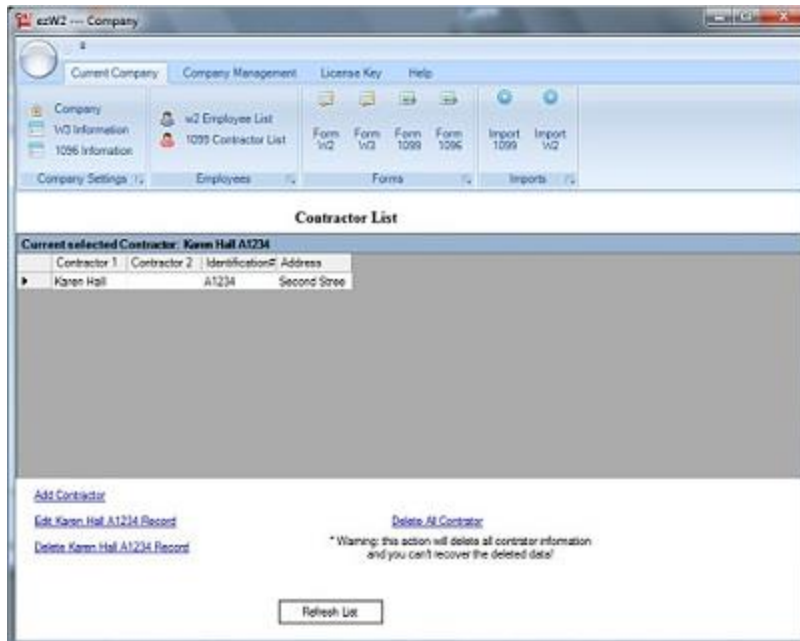 ezW2 --- Company
Current Company Company Management License Key Help
Company
W3 Information
1096 Infomation
Company Settings
w2 Employee List
1099 Contractor List
Employees
Form W2
Form W3
Form 1099
Form 1096
Forms
Import 1099
Import W2
Imports
Contractor List
Current selected Contractor: Karen Hall A1234
Contractor 1 Contractor 2 Identification# Address
Karen Hall A1234 Second Stree
Add Contractor
Edit Karen Hall A1234 Record
Delete Karen Hall A1234 Record
Delete All Contrator
* Warning: this action will delete all contrator information
and you can't recover the deleted data!
Refresh List